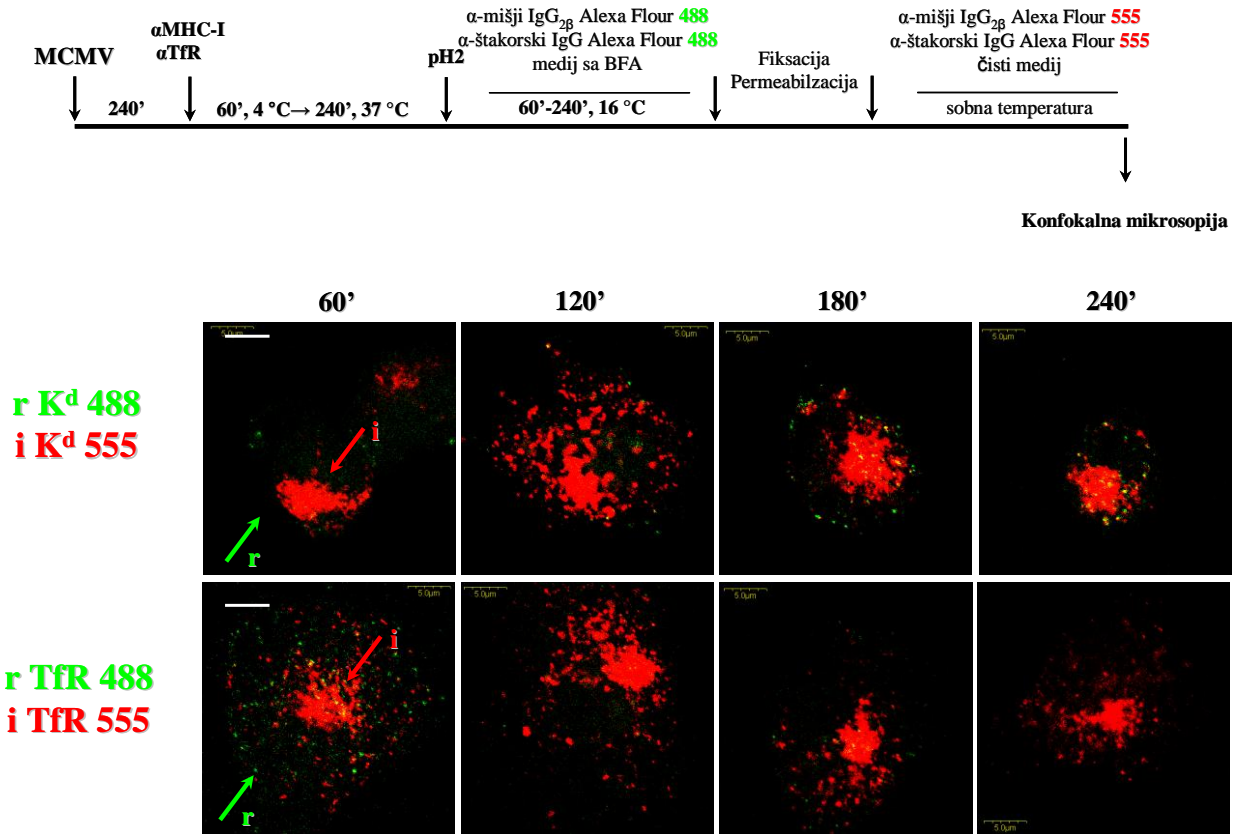 α-mišji IgG2β Alexa Flour 488
α-štakorski IgG Alexa Flour 488
medij sa BFA
α-mišji IgG2β Alexa Flour 555
α-štakorski IgG Alexa Flour 555
čisti medij
αMHC-I
αTfR
MCMV
pH2
Fiksacija
Permeabilzacija
240’
60’, 4 °C→ 240’, 37 °C
60’-240’, 16 °C
sobna temperatura
Konfokalna mikrosopija
60’
120’
180’
240’
5.0µm
5.0µm
5.0µm
5.0µm
r Kd 488
i Kd 555
i
r
5.0µm
5.0µm
5.0µm
r TfR 488
i TfR 555
i
r
5.0µm